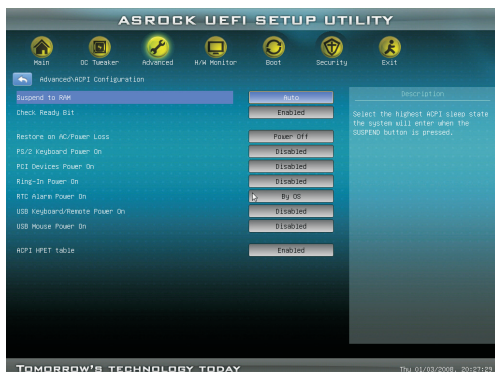 ASROCK UEFI SETUP UTILITY
Main OC Tweaker Advanced H/W Monitor Boot Security Exit
Advanced\ACPI Configuration
Description
Suspend to RAM Auto
Check Ready Bit Enabled
Select the highest ACPI sleep state
the system will enter when the
SUSPEND button is pressed.
Restore on AC/Power Loss Power Off
PS/2 Keyboard Power On Disabled
PCI Devices Power On Disabled
Ring-In Power On Disabled
RTC Alarm Power On By OS
USB Keyboard/Remote Power On Disabled
USB Mouse Power On Disabled
ACPI HPET table Enabled
TOMORROW'S TECHNOLOGY TODAY
Thu 01/03/2008, 20:27:29